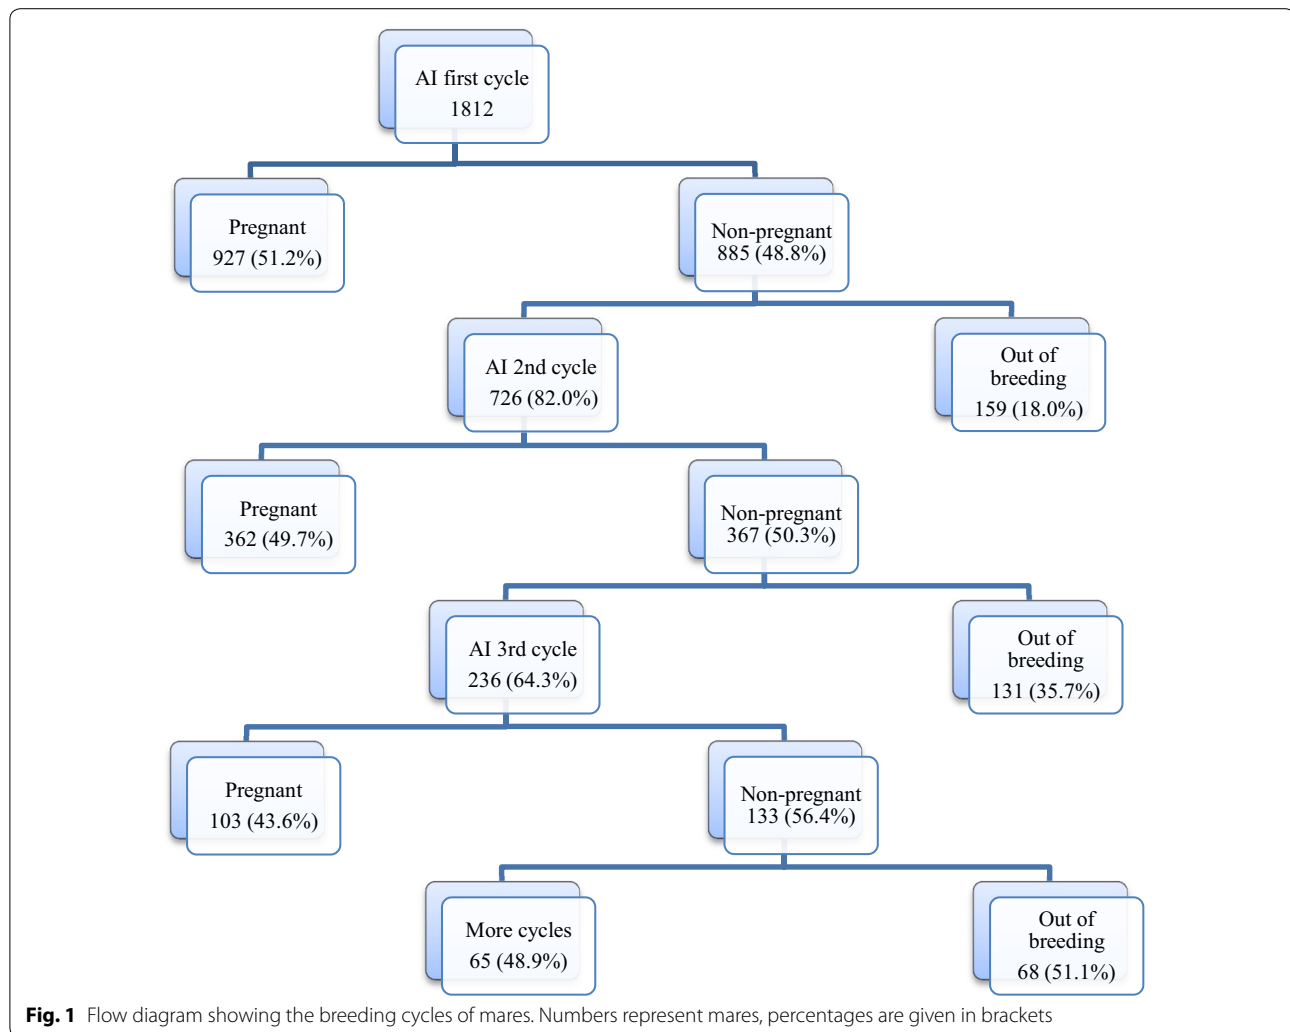 AI first cycle
1812
Pregnant
927 (51.2%)
Non-pregnant
885 (48.8%)
AI 2nd cycle
726 (82.0%)
Out of
breeding
159 (18.0%)
Pregnant
362 (49.7%)
Non-pregnant
367 (50.3%)
AI 3rd cycle
236 (64.3%)
Out of
breeding
131 (35.7%)
Pregnant
103 (43.6%)
Non-pregnant
133 (56.4%)
More cycles
65 (48.9%)
Out of
breeding
68 (51.1%)
Fig. 1 Flow diagram showing the breeding cycles of mares. Numbers represent mares, percentages are given in brackets